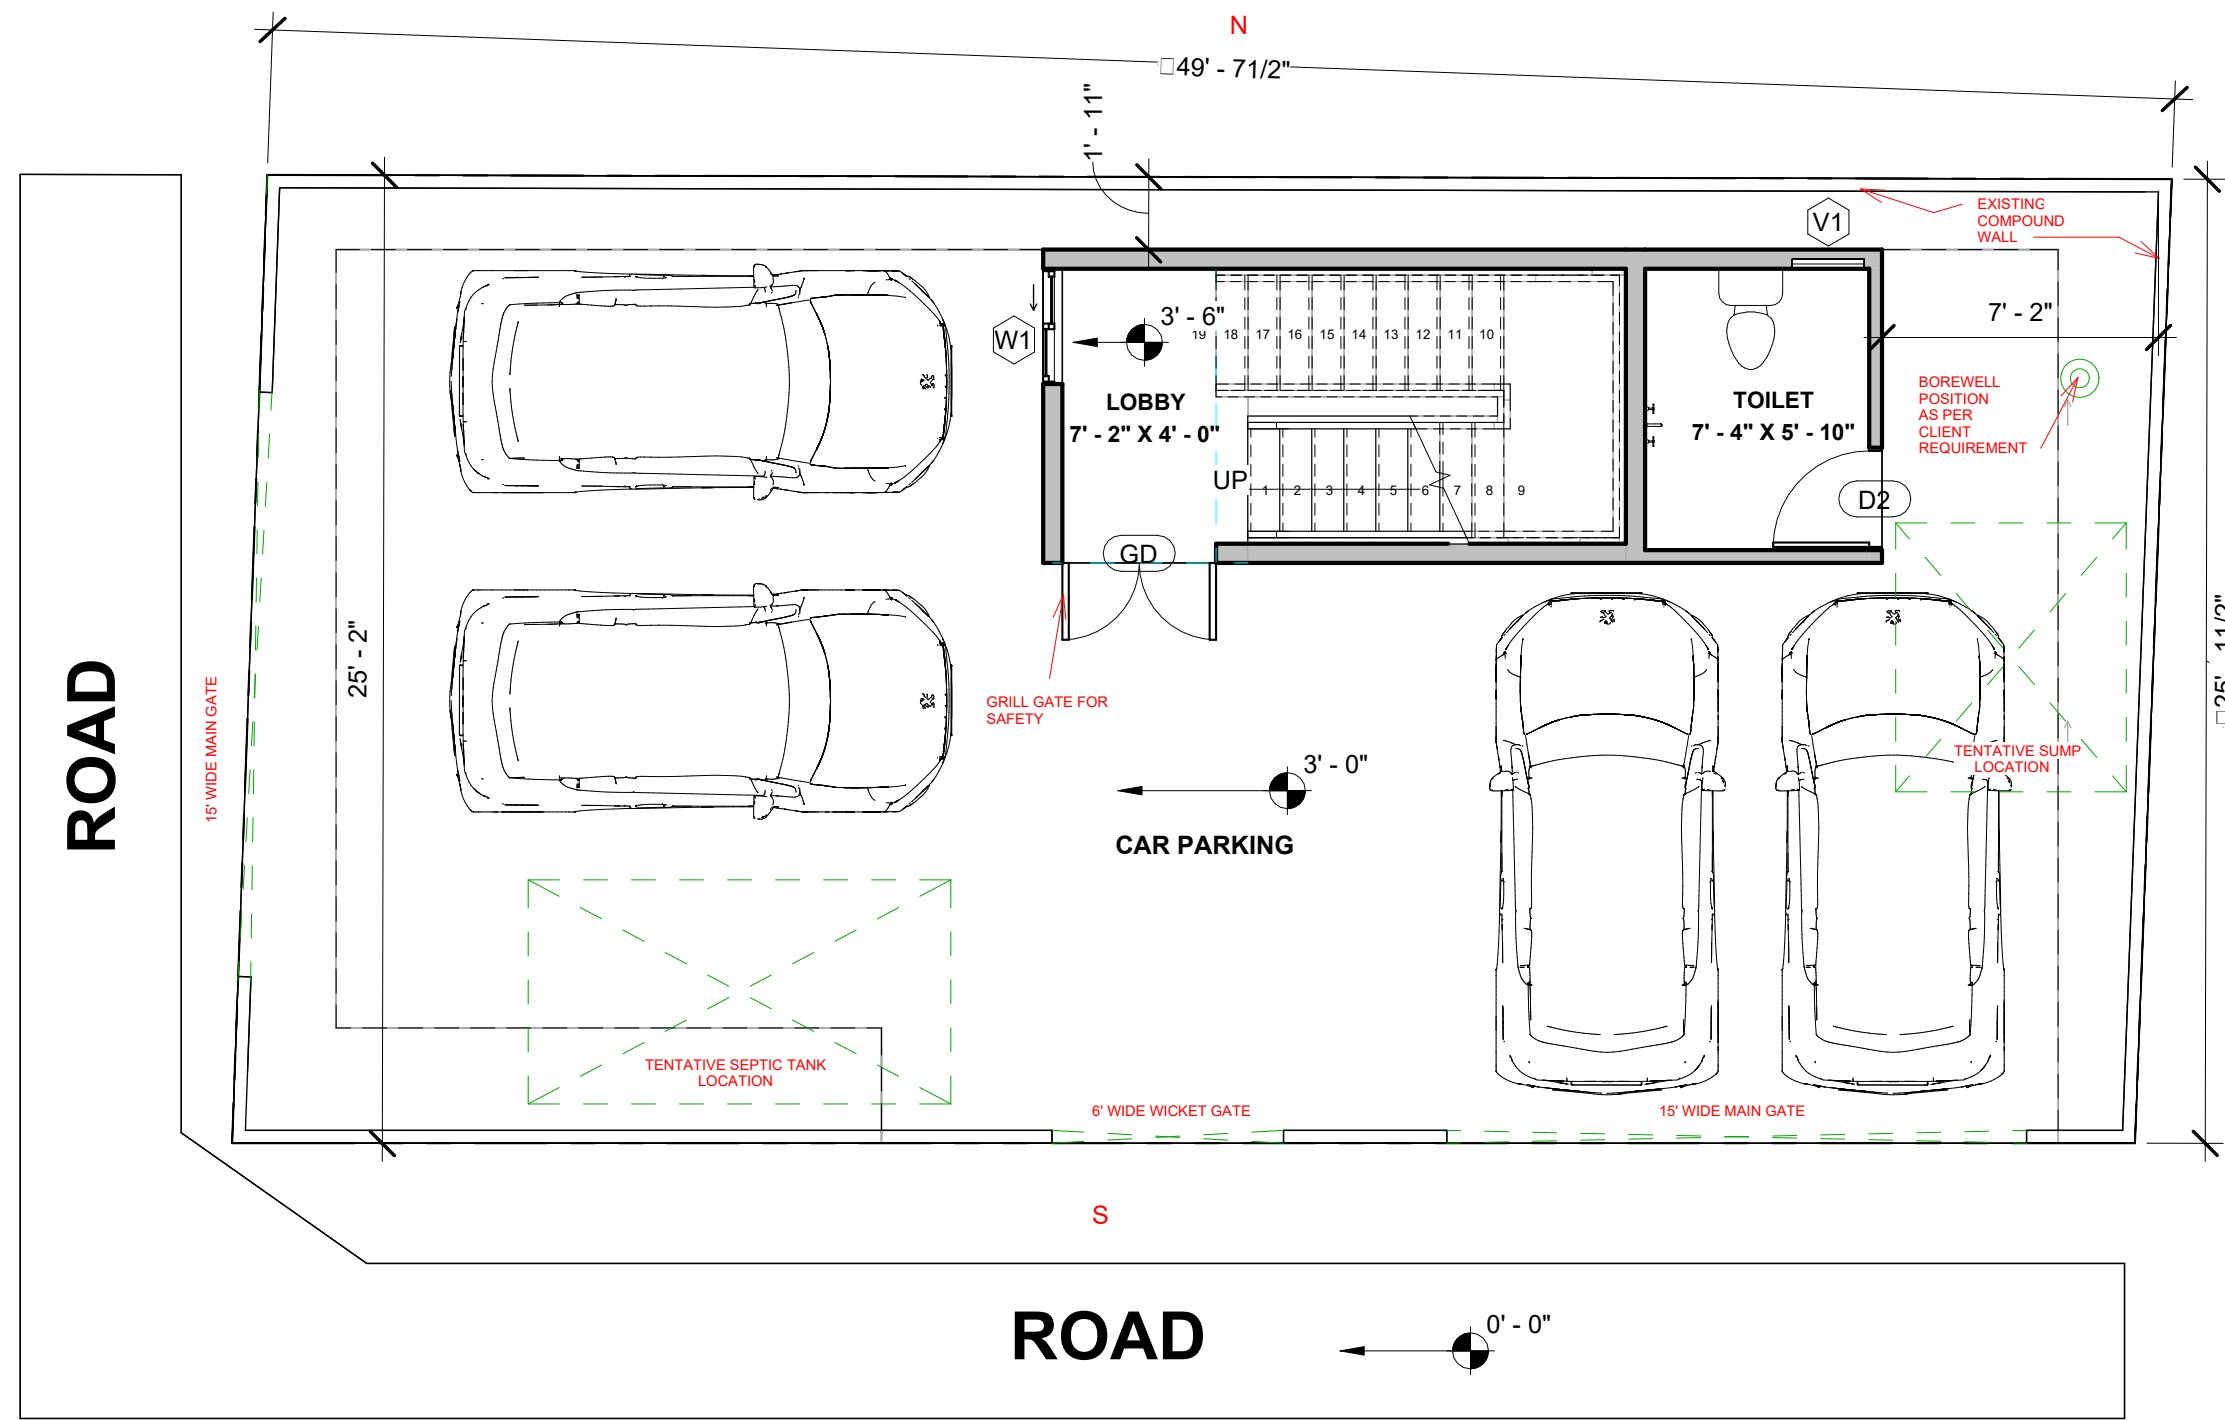 N
□49' - 71/2"
1' - 11"
EXISTING
COMPOUND
WALL
V1
7' - 2"
W1
3' - 6"
19 18 17 16 15 14 13 12 11 10
LOBBY
7' - 2" X 4' - 0"
TOILET
7' - 4" X 5' - 10"
BOREWELL
POSITION
AS PER
CLIENT
REQUIREMENT
UP
1 2 3 4 5 6 7 8 9
D2
GD
25' - 2"
□25' - 11/2"
ROAD
15' WIDE MAIN GATE
GRILL GATE FOR
SAFETY
3' - 0"
CAR PARKING
TENTATIVE SUMP
LOCATION
TENTATIVE SEPTIC TANK
LOCATION
6' WIDE WICKET GATE
15' WIDE MAIN GATE
S
ROAD
0' - 0"